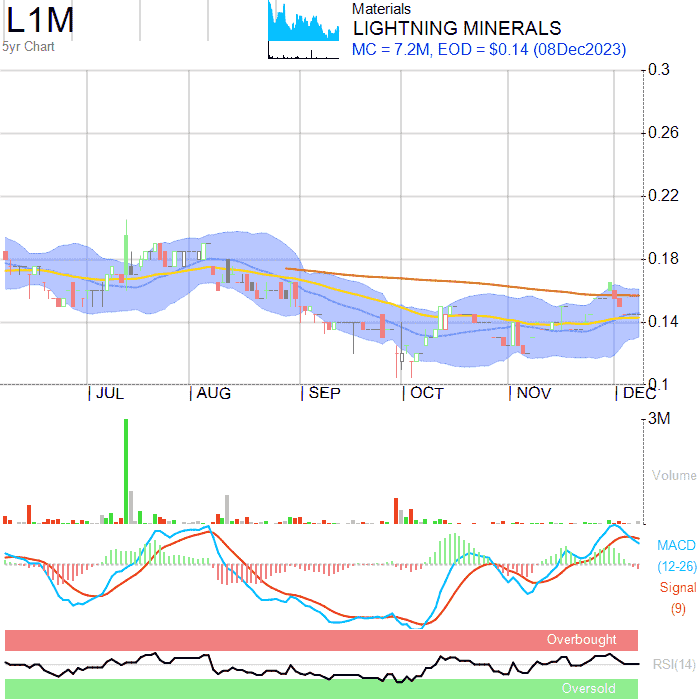 L1M
5yr Chart
Materials
LIGHTNING MINERALS
MC = 7.2M, EOD = $0.14 (08Dec2023)
0.3
0.26
0.22
0.18
0.14
0.1
JUL
AUG
SEP
OCT
NOV
DEC
3M
Volume
MACD
(12-26)
Signal
(9)
Overbought
RSI(14)
Oversold